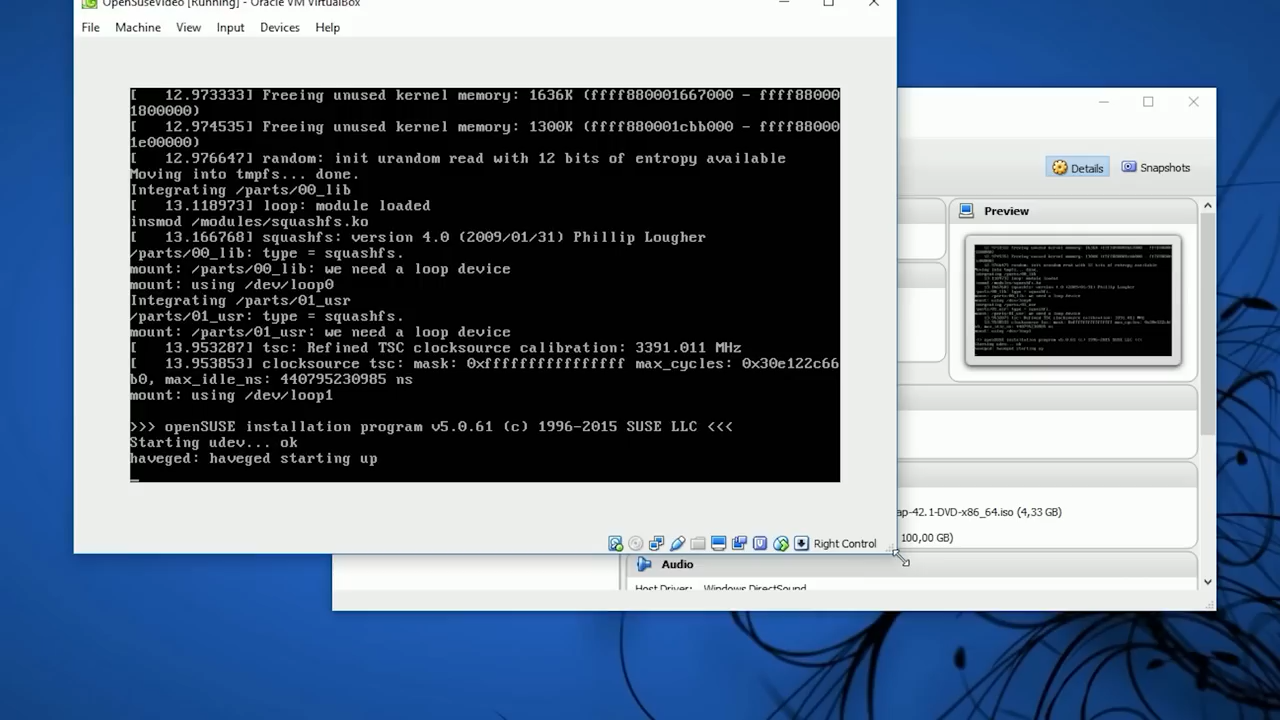 OpenSuseVideo [Running] - Oracle VM VirtualBox
File Machine View Input Devices Help
[   12.973333] Freeing unused kernel memory: 1636K (ffff880001667000 - ffff88000
1800000)
[   12.974535] Freeing unused kernel memory: 1300K (ffff880001cbb000 - ffff88000
1e00000)
[   12.976647] random: init urandom read with 12 bits of entropy available
Moving into tmpfs... done.
Integrating /parts/00_lib
[   13.118973] loop: module loaded
insmod /modules/squashfs.ko
[   13.166768] squashfs: version 4.0 (2009/01/31) Phillip Lougher
/parts/00_lib: type = squashfs.
mount: /parts/00_lib: we need a loop device
mount: using /dev/loop0
Integrating /parts/01_usr
/parts/01_usr: type = squashfs.
mount: /parts/01_usr: we need a loop device
[   13.953287] tsc: Refined TSC clocksource calibration: 3391.011 MHz
[   13.953853] clocksource tsc: mask: 0xffffffffffffffff max_cycles: 0x30e122c66
b0, max_idle_ns: 440795230985 ns
mount: using /dev/loop1
>>> openSUSE installation program v5.0.61 (c) 1996-2015 SUSE LLC <<<
Starting udev... ok
haveged: haveged starting up
Right Control
Details Snapshots
Preview
ap-42.1-DVD-x86_64.iso (4,33 GB)
100,00 GB)
Audio
Host Driver: Windows DirectSound